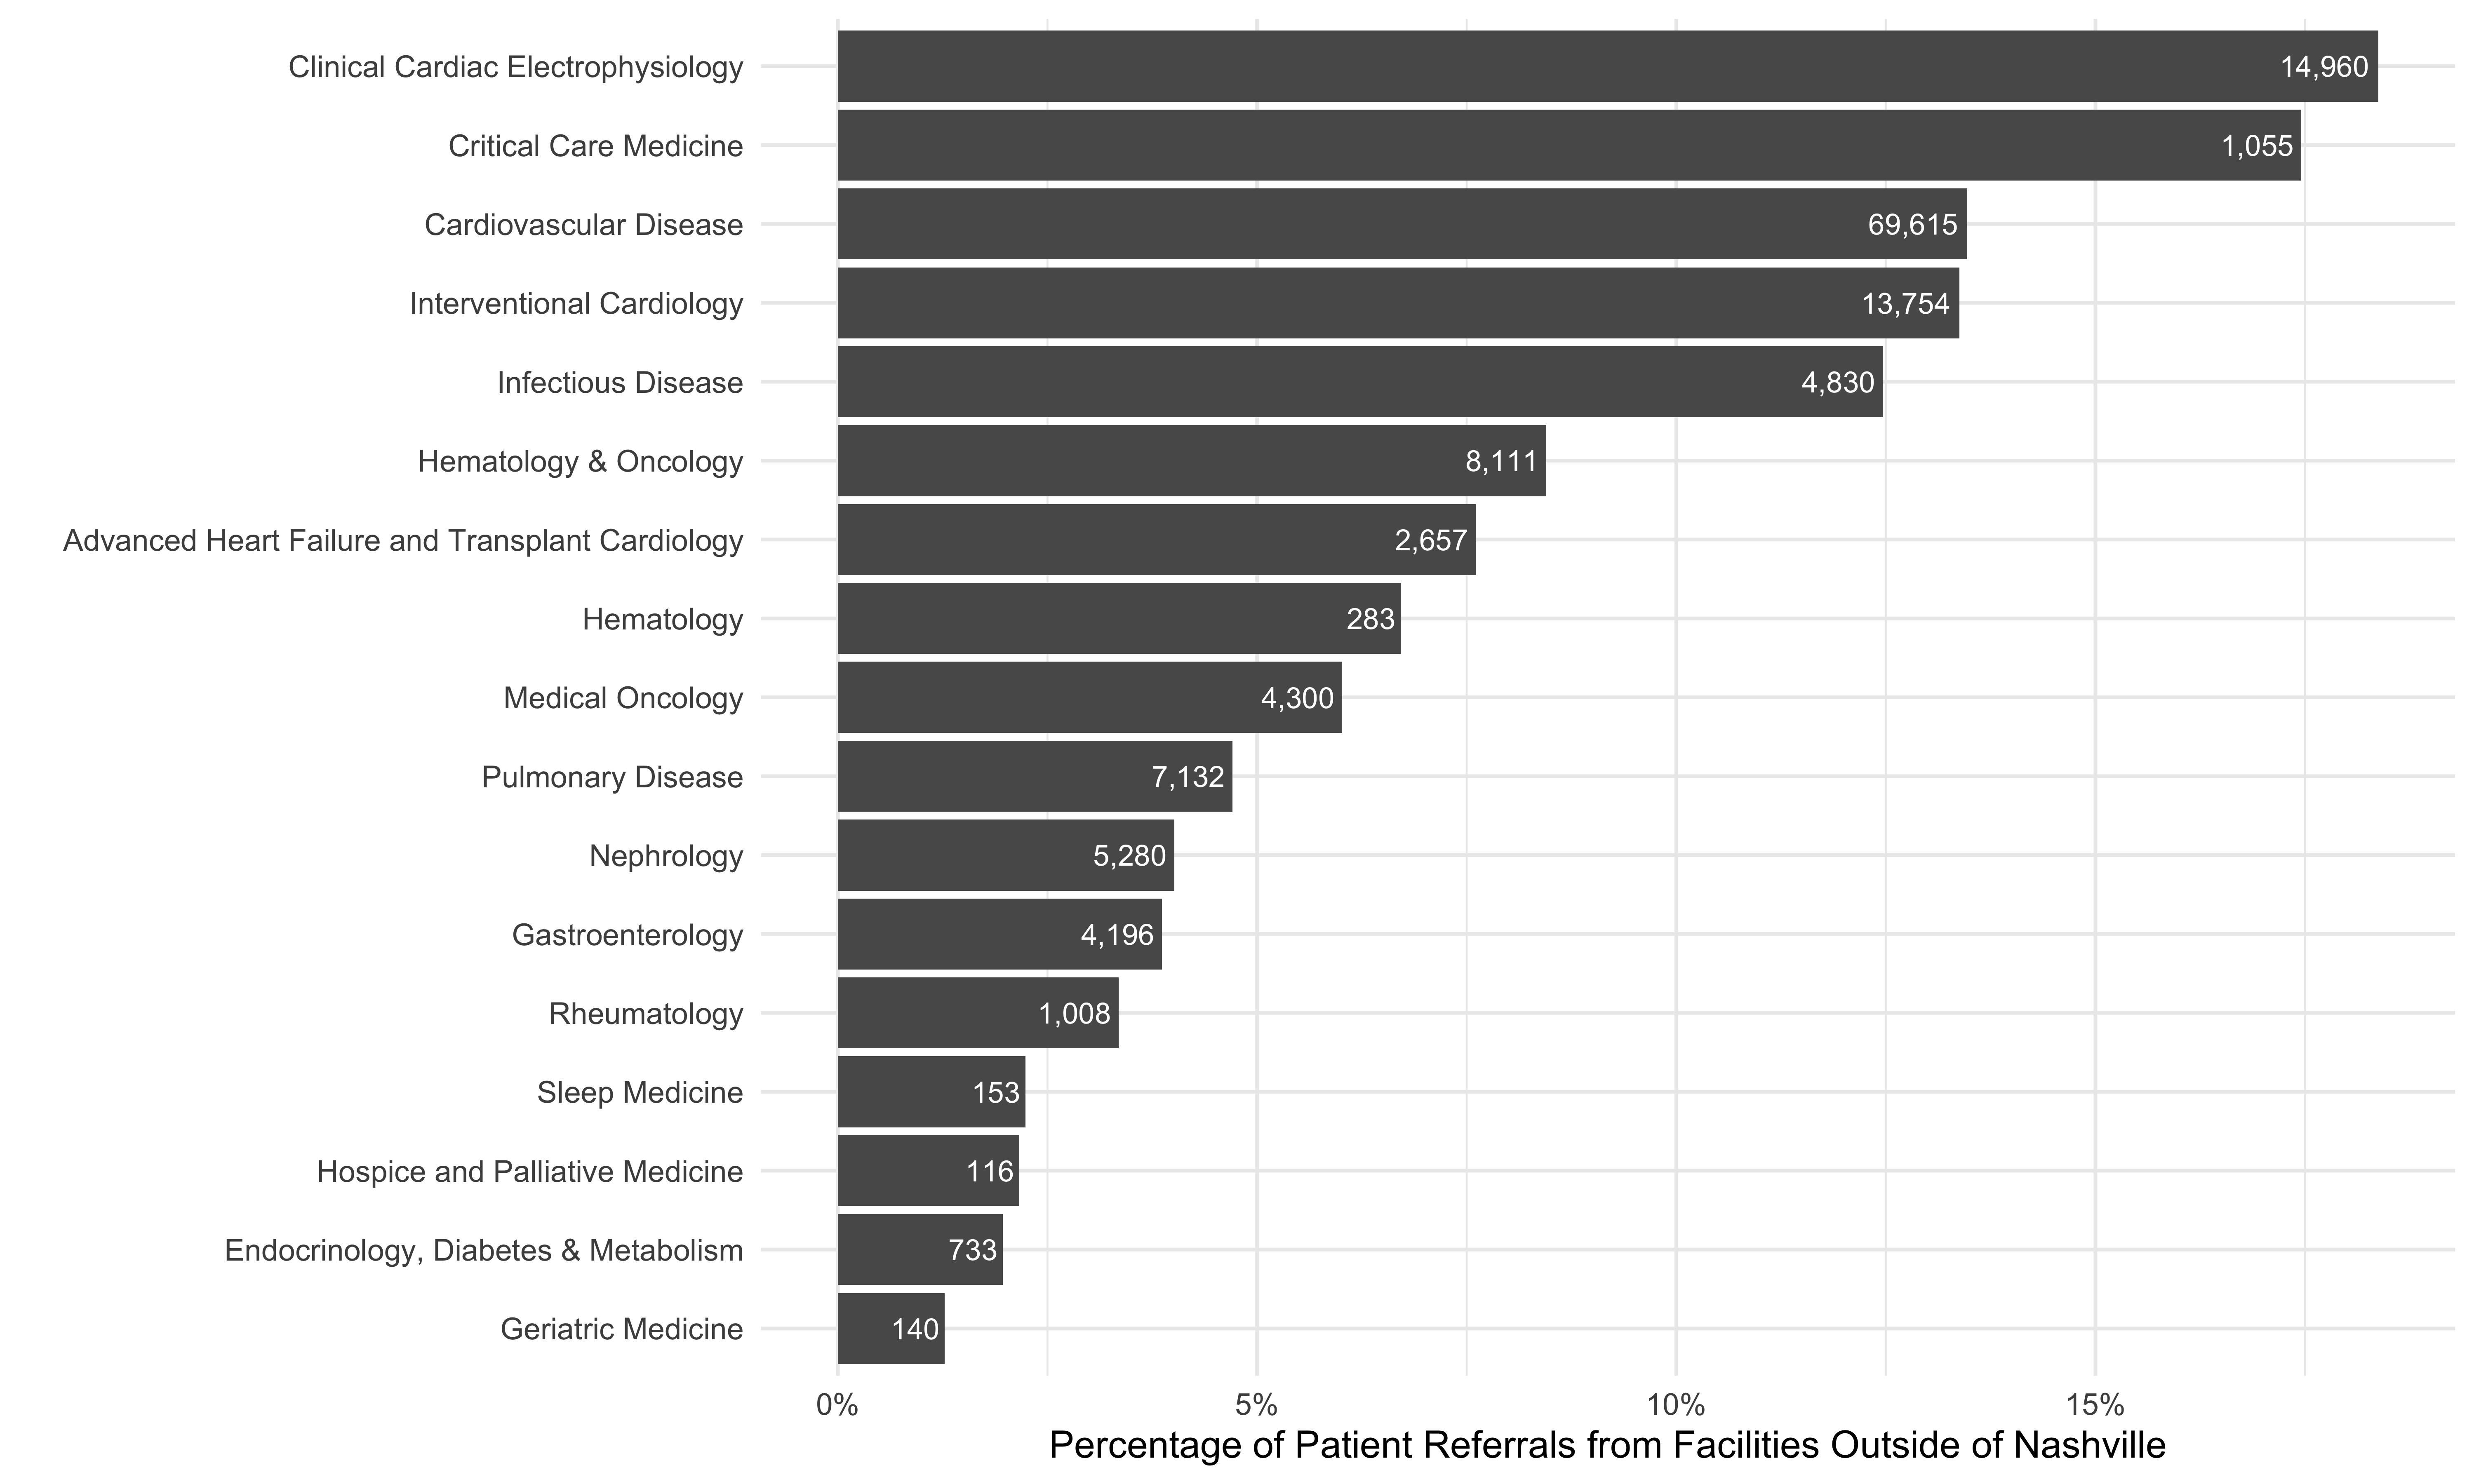 Clinical Cardiac Electrophysiology 14,960
Critical Care Medicine 1,055
Cardiovascular Disease 69,615
Interventional Cardiology 13,754
Infectious Disease 4,830
Hematology & Oncology 8,111
Advanced Heart Failure and Transplant Cardiology 2,657
Hematology 283
Medical Oncology 4,300
Pulmonary Disease 7,132
Nephrology 5,280
Gastroenterology 4,196
Rheumatology 1,008
Sleep Medicine 153
Hospice and Palliative Medicine 116
Endocrinology, Diabetes & Metabolism 733
Geriatric Medicine 140
0% 5% 10% 15%
Percentage of Patient Referrals from Facilities Outside of Nashville